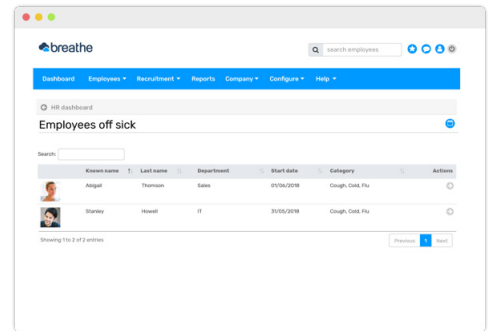 breathe
search employees
Dashboard Employees Recruitment Reports Company Configure Help
HR dashboard
Employees off sick
Search:
Known name Last name Department Start date Category Actions
Abigail Thomson Sales 01/06/2018 Cough, Cold, Flu
Stanley Howell IT 31/05/2018 Cough, Cold, Flu
Showing 1 to 2 of 2 entries Previous 1 Next